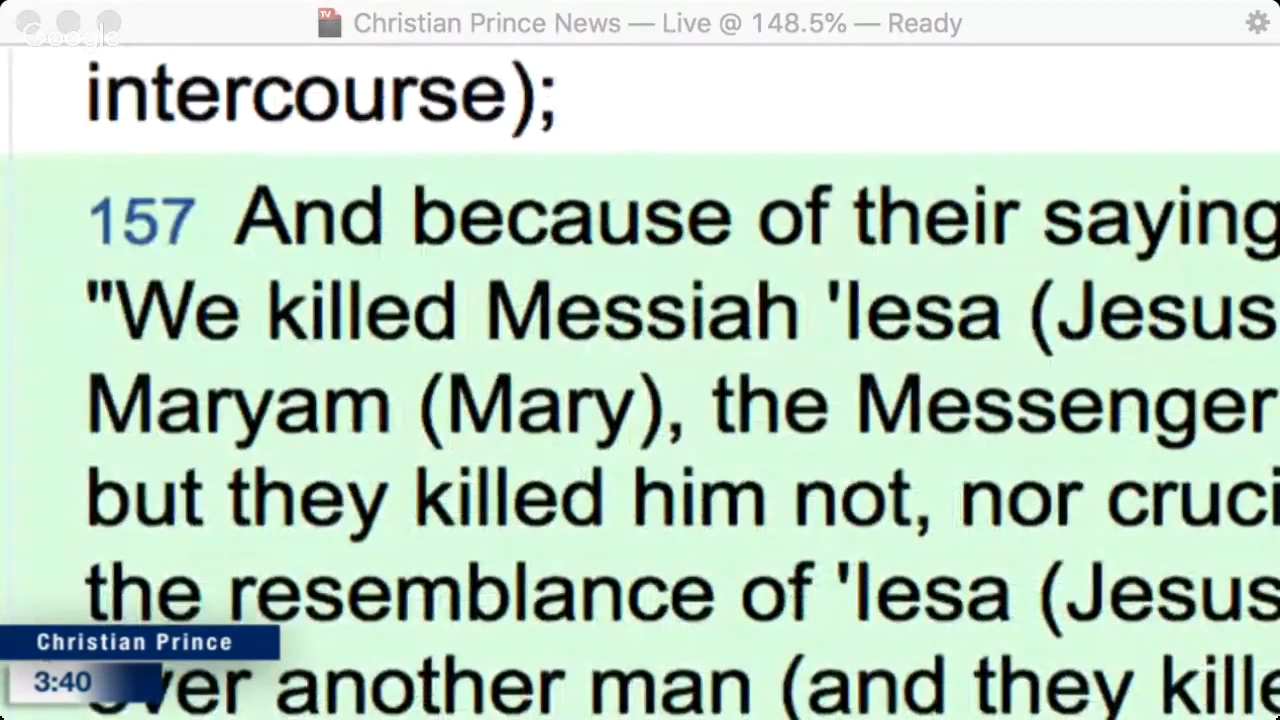 Christian Prince News — Live @ 148.5% — Ready
Google
intercourse);
157 And because of their saying
"We killed Messiah 'Iesa (Jesus
Maryam (Mary), the Messenger
but they killed him not, nor cruci
the resemblance of 'Iesa (Jesus
over another man (and they kille
Christian Prince
3:40